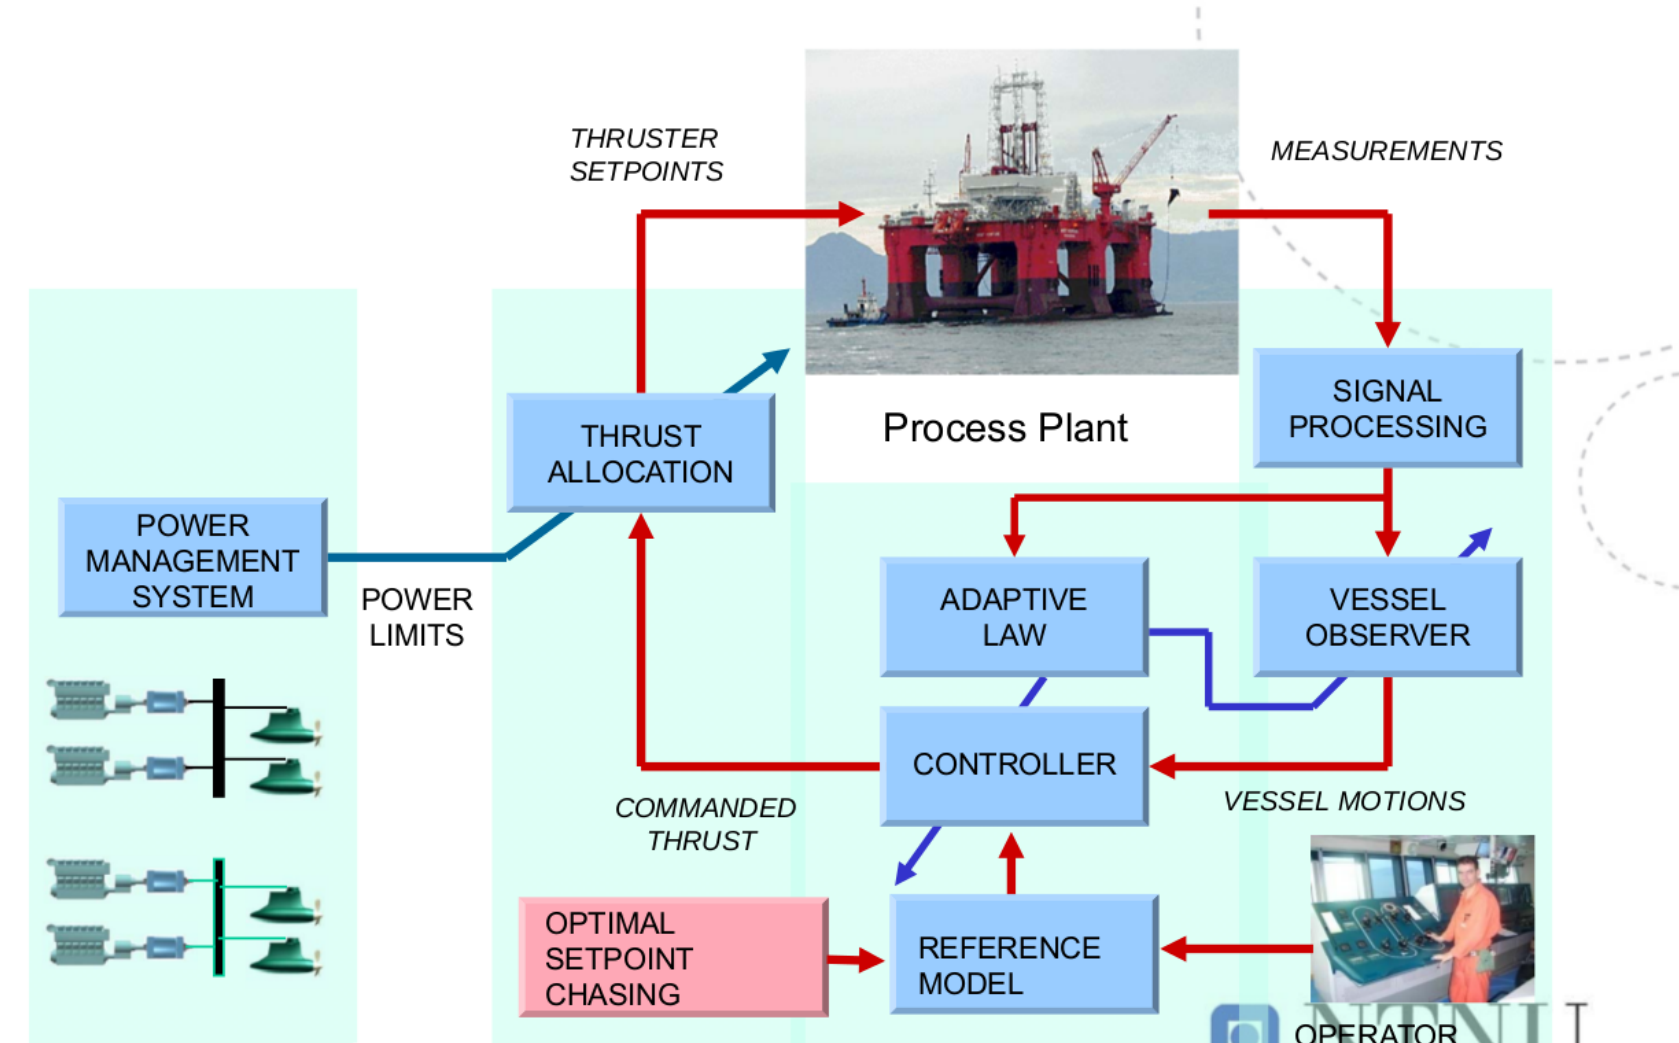 THRUSTER
SETPOINTS
MEASUREMENTS
SIGNAL
PROCESSING
THRUST
ALLOCATION
Process Plant
POWER
MANAGEMENT
SYSTEM
POWER
LIMITS
ADAPTIVE
LAW
VESSEL
OBSERVER
CONTROLLER
COMMANDED
THRUST
VESSEL MOTIONS
OPTIMAL
SETPOINT
CHASING
REFERENCE
MODEL
OPERATOR
NTNU